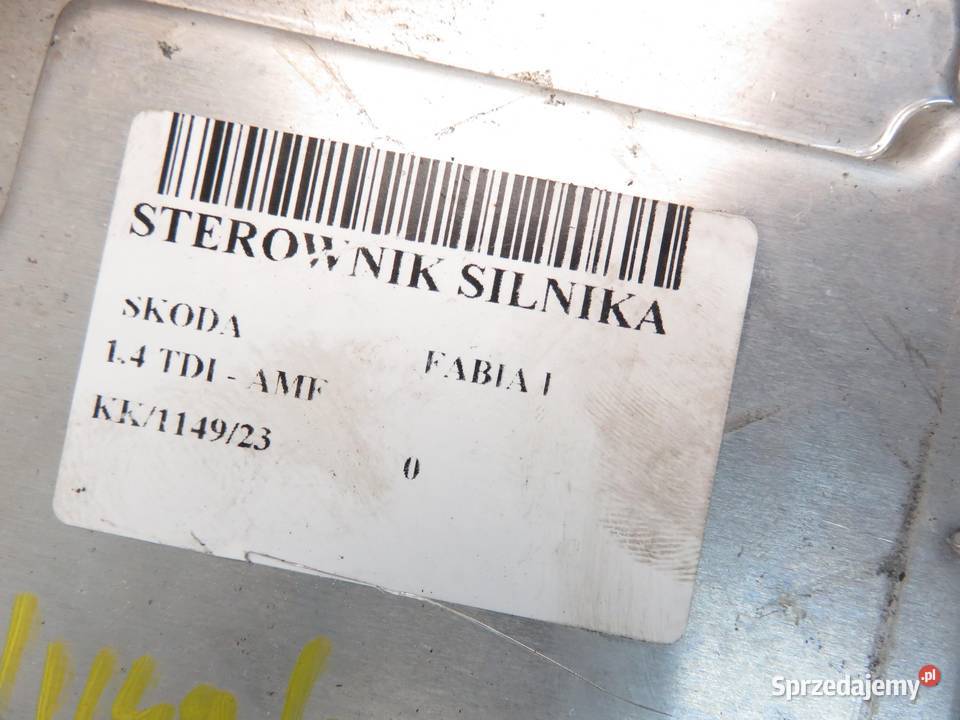 STEROWNIK SILNIKA
SKODA FABIA I
1.4 TDI - AMF
KK/1149/23 0
Sprzedajemy.pl